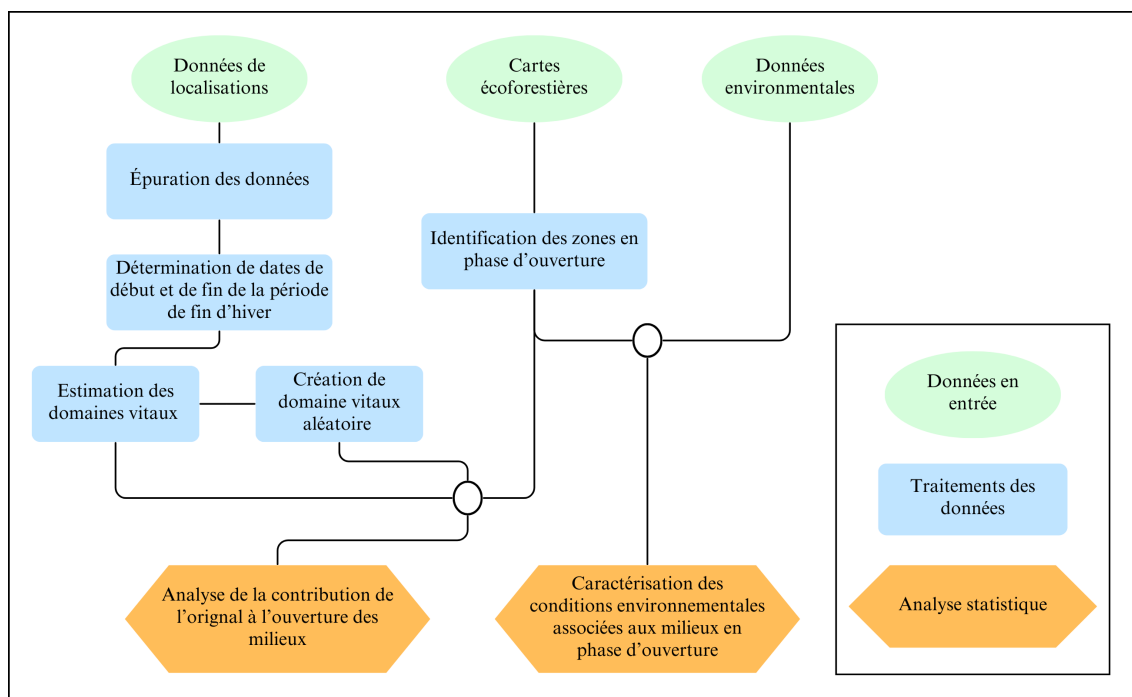 Données de
localisations
Cartes
écoforestières
Données
environmentales
Épuration des données
Identification des zones en
phase d'ouverture
Détermination de dates de
début et de fin de la période
de fin d'hiver
Estimation des
domaines vitaux
Création de
domaine vitaux
aléatoire
Analyse de la contribution de
l'orignal à l'ouverture des
milieux
Caractérisation des
conditions environnementales
associées aux milieux en
phase d'ouverture
Données en
entrée
Traitements des
données
Analyse statistique